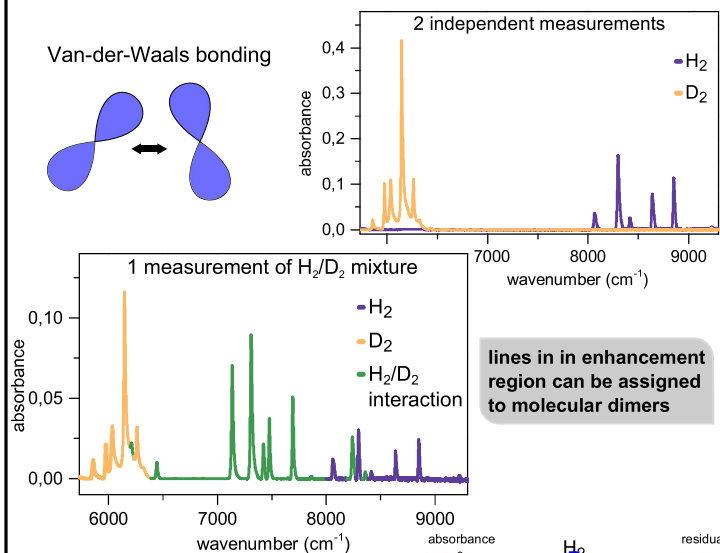 Van-der-Waals bonding
2 independent measurements
absorbance
0,4
0,3
0,2
0,1
0,0
H2
D2
7000 8000 9000
wavenumber (cm-1)
1 measurement of H2/D2 mixture
absorbance
0,10
0,05
0,00
H2
D2
H2/D2
interaction
6000 7000 8000 9000
wavenumber (cm-1)
lines in in enhancement
region can be assigned
to molecular dimers
absorbance
H2